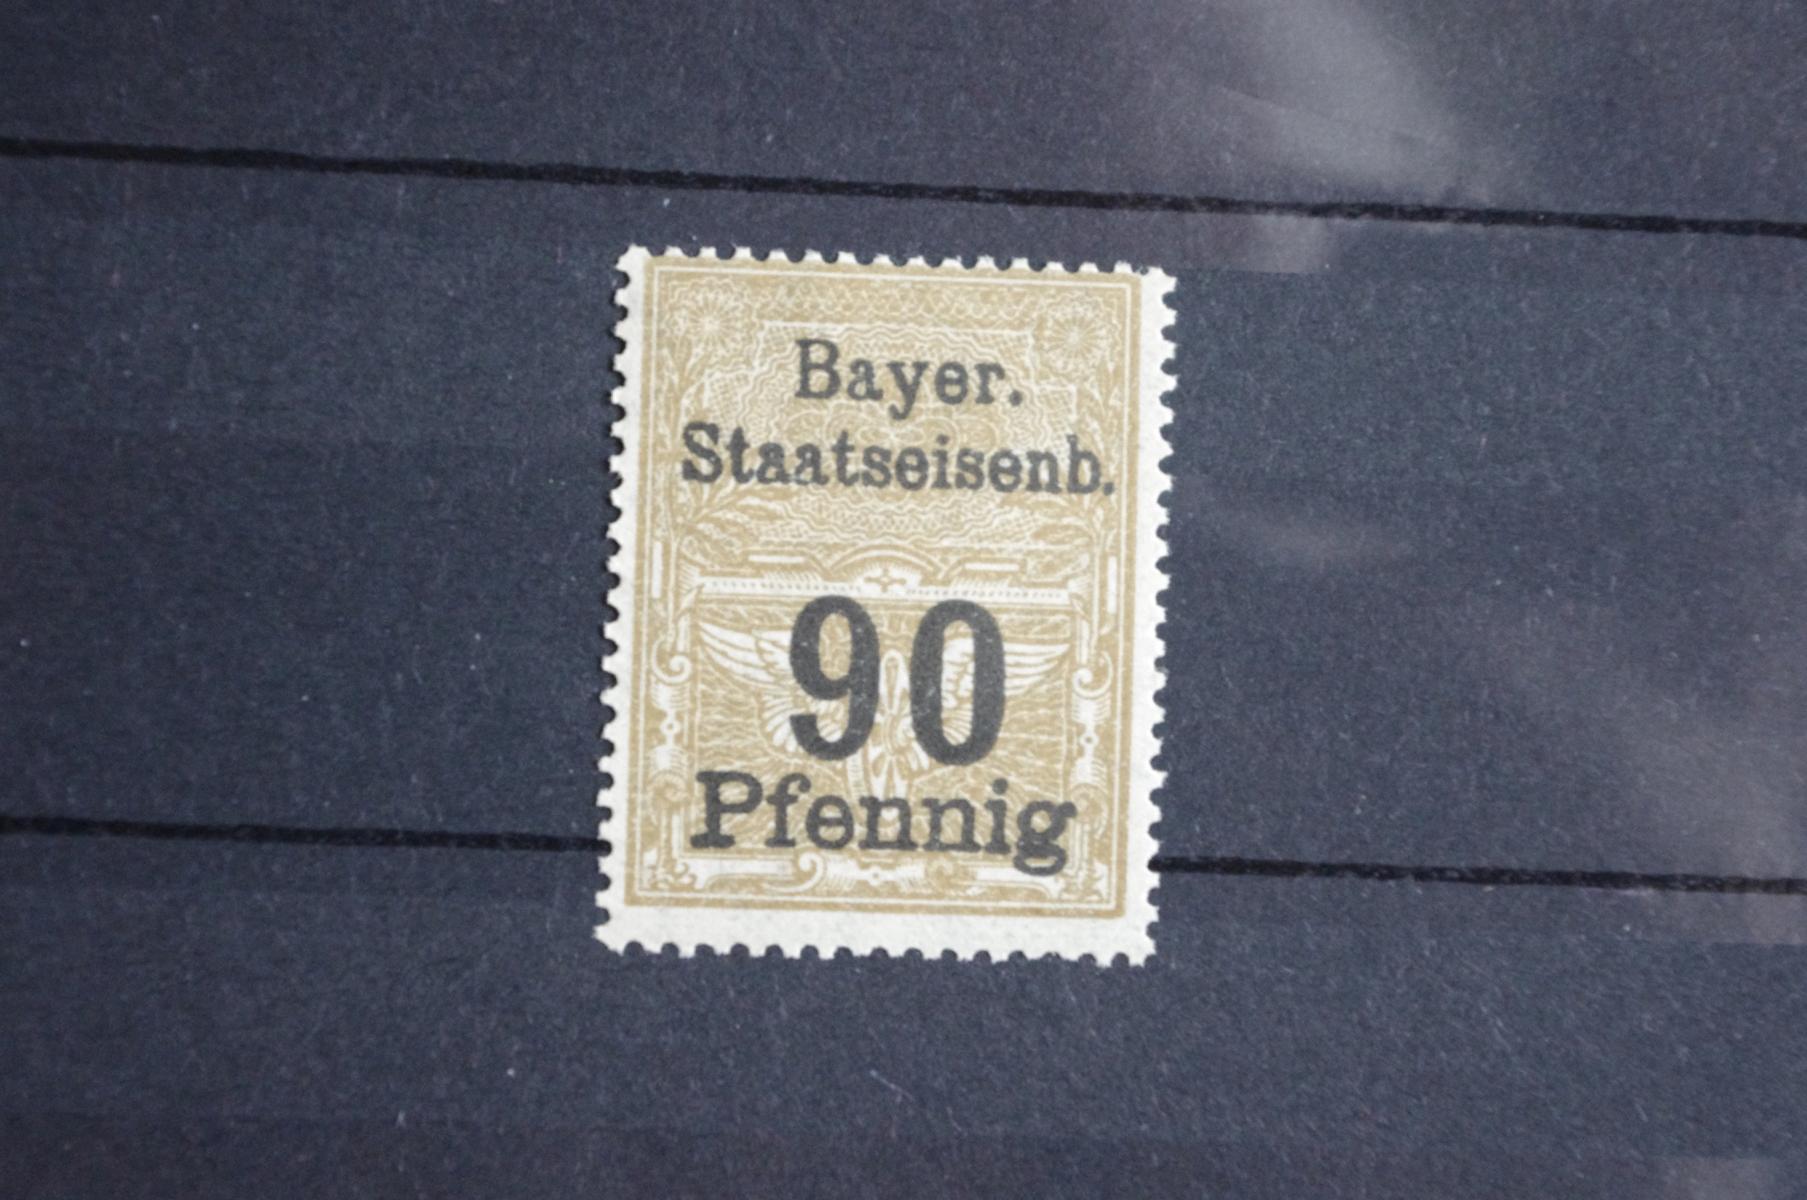 Bayer.
Staatseisenb.
90
Pfennig